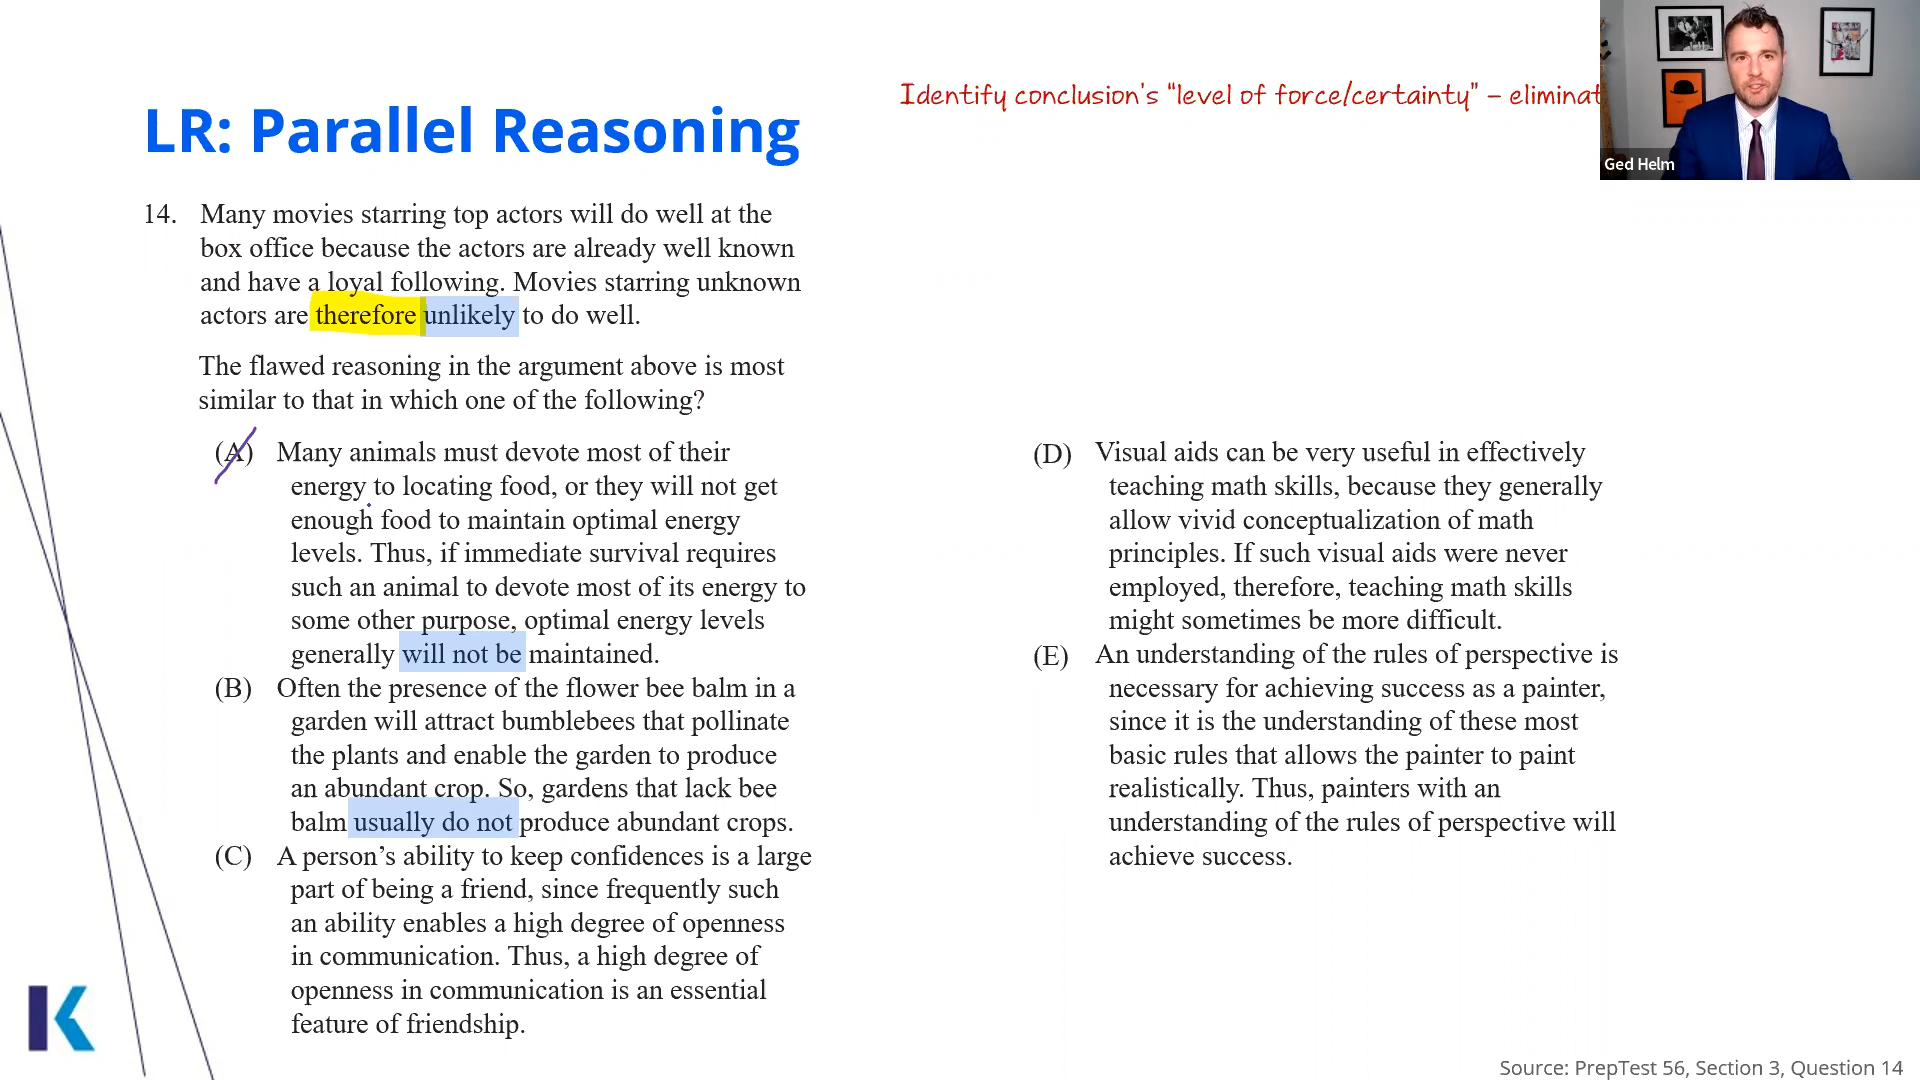 Identify conclusion's "level of force/certainty" – eliminat
Ged Helm
LR: Parallel Reasoning
14. Many movies starring top actors will do well at the
box office because the actors are already well known
and have a loyal following. Movies starring unknown
actors are therefore unlikely to do well.
The flawed reasoning in the argument above is most
similar to that in which one of the following?
(A) Many animals must devote most of their
energy to locating food, or they will not get
enough food to maintain optimal energy
levels. Thus, if immediate survival requires
such an animal to devote most of its energy to
some other purpose, optimal energy levels
generally will not be maintained.
(B) Often the presence of the flower bee balm in a
garden will attract bumblebees that pollinate
the plants and enable the garden to produce
an abundant crop. So, gardens that lack bee
balm usually do not produce abundant crops.
(C) A person's ability to keep confidences is a large
part of being a friend, since frequently such
an ability enables a high degree of openness
in communication. Thus, a high degree of
openness in communication is an essential
feature of friendship.
(D) Visual aids can be very useful in effectively
teaching math skills, because they generally
allow vivid conceptualization of math
principles. If such visual aids were never
employed, therefore, teaching math skills
might sometimes be more difficult.
(E) An understanding of the rules of perspective is
necessary for achieving success as a painter,
since it is the understanding of these most
basic rules that allows the painter to paint
realistically. Thus, painters with an
understanding of the rules of perspective will
achieve success.
K
Source: PrepTest 56, Section 3, Question 14